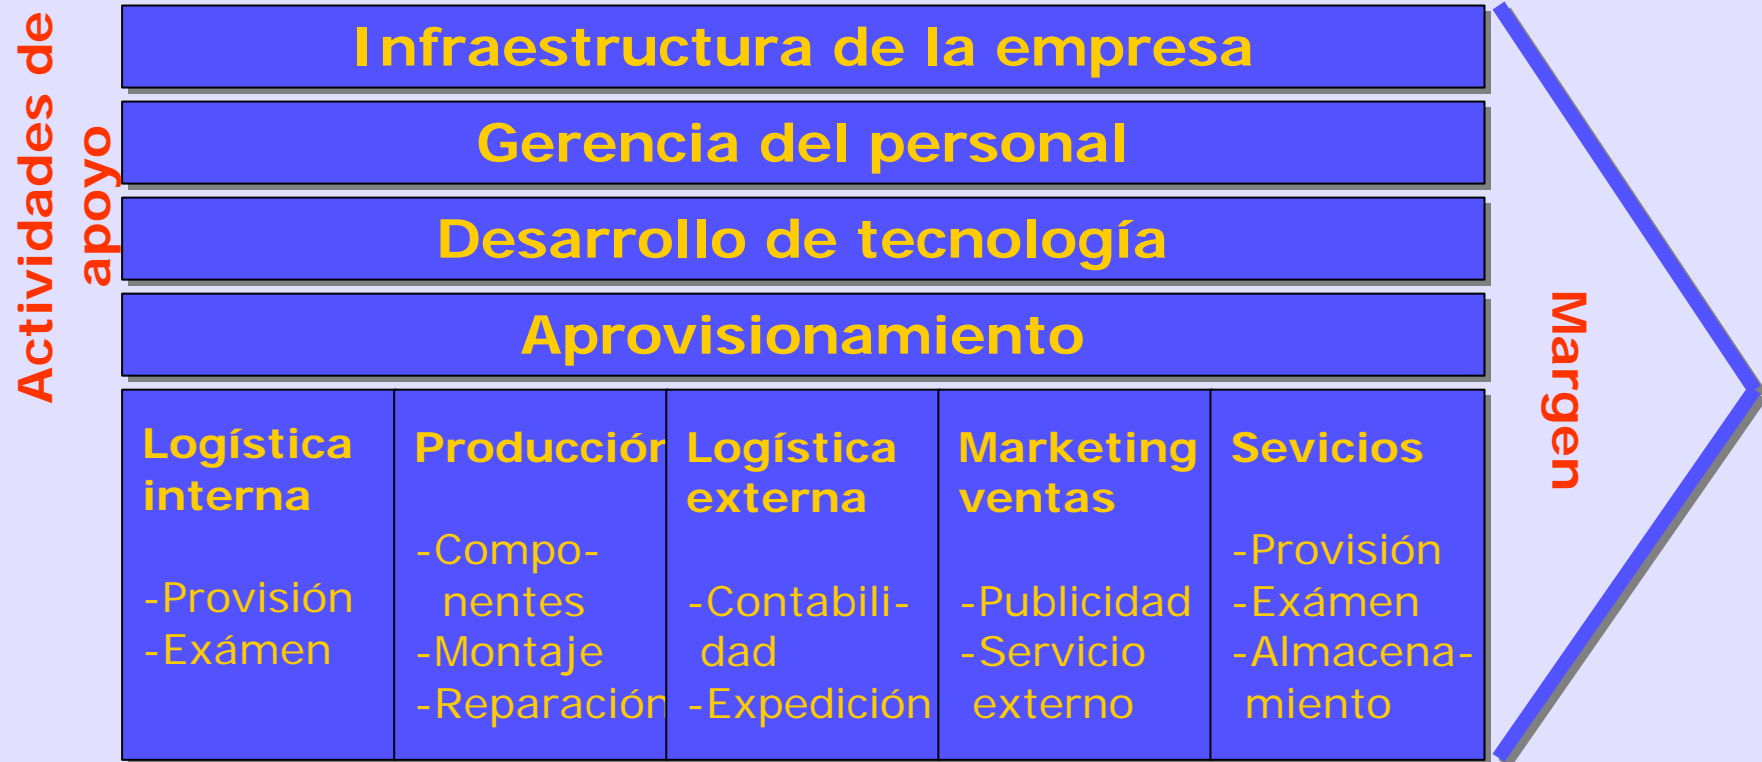 Actividades de
apoyo
Infraestructura de la empresa
Gerencia del personal
Desarrollo de tecnología
Aprovisionamiento
Logística
interna
-Provisión
-Exámen
Producción
-Compo-
nentes
-Montaje
-Reparación
Logística
externa
-Contabili-
dad
-Expedición
Marketing
ventas
-Publicidad
-Servicio
externo
Sevicios
-Provisión
-Exámen
-Almacena-
miento
Margen